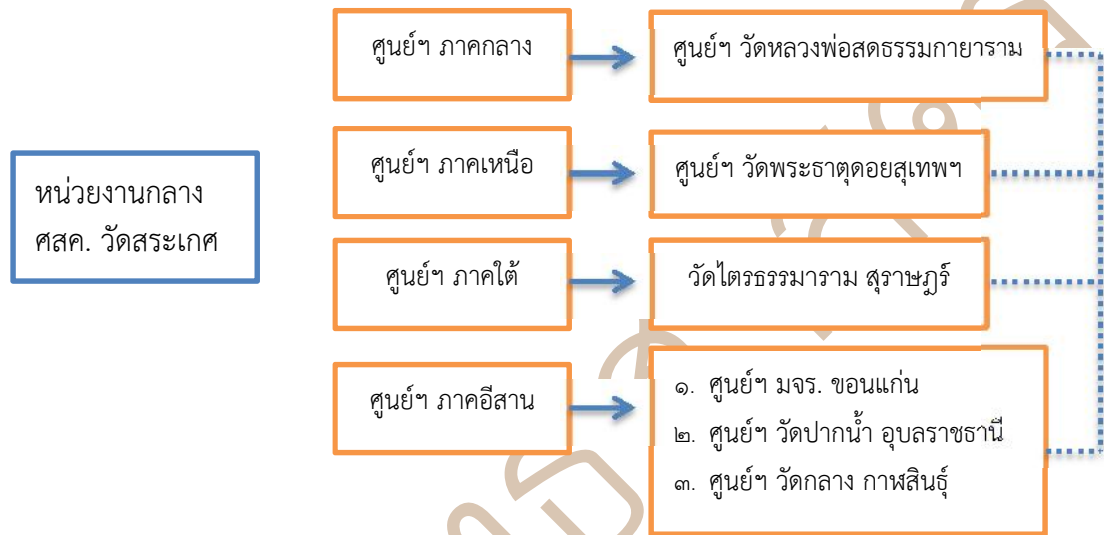 ศูนย์ฯ ภาคกลาง
ศูนย์ฯ วัดหลวงพ่อสดธรรมกายาราม
หน่วยงานกลาง
ศสค. วัดสระเกศ
ศูนย์ฯ ภาคเหนือ
ศูนย์ฯ วัดพระธาตุดอยสุเทพฯ
ศูนย์ฯ ภาคใต้
วัดไตรธรรมาราม สุราษฎร์
ศูนย์ฯ ภาคอีสาน
๑. ศูนย์ฯ มจร. ขอนแก่น
๒. ศูนย์ฯ วัดปากน้ำ อุบลราชธานี
๓. ศูนย์ฯ วัดกลาง กาฬสินธุ์